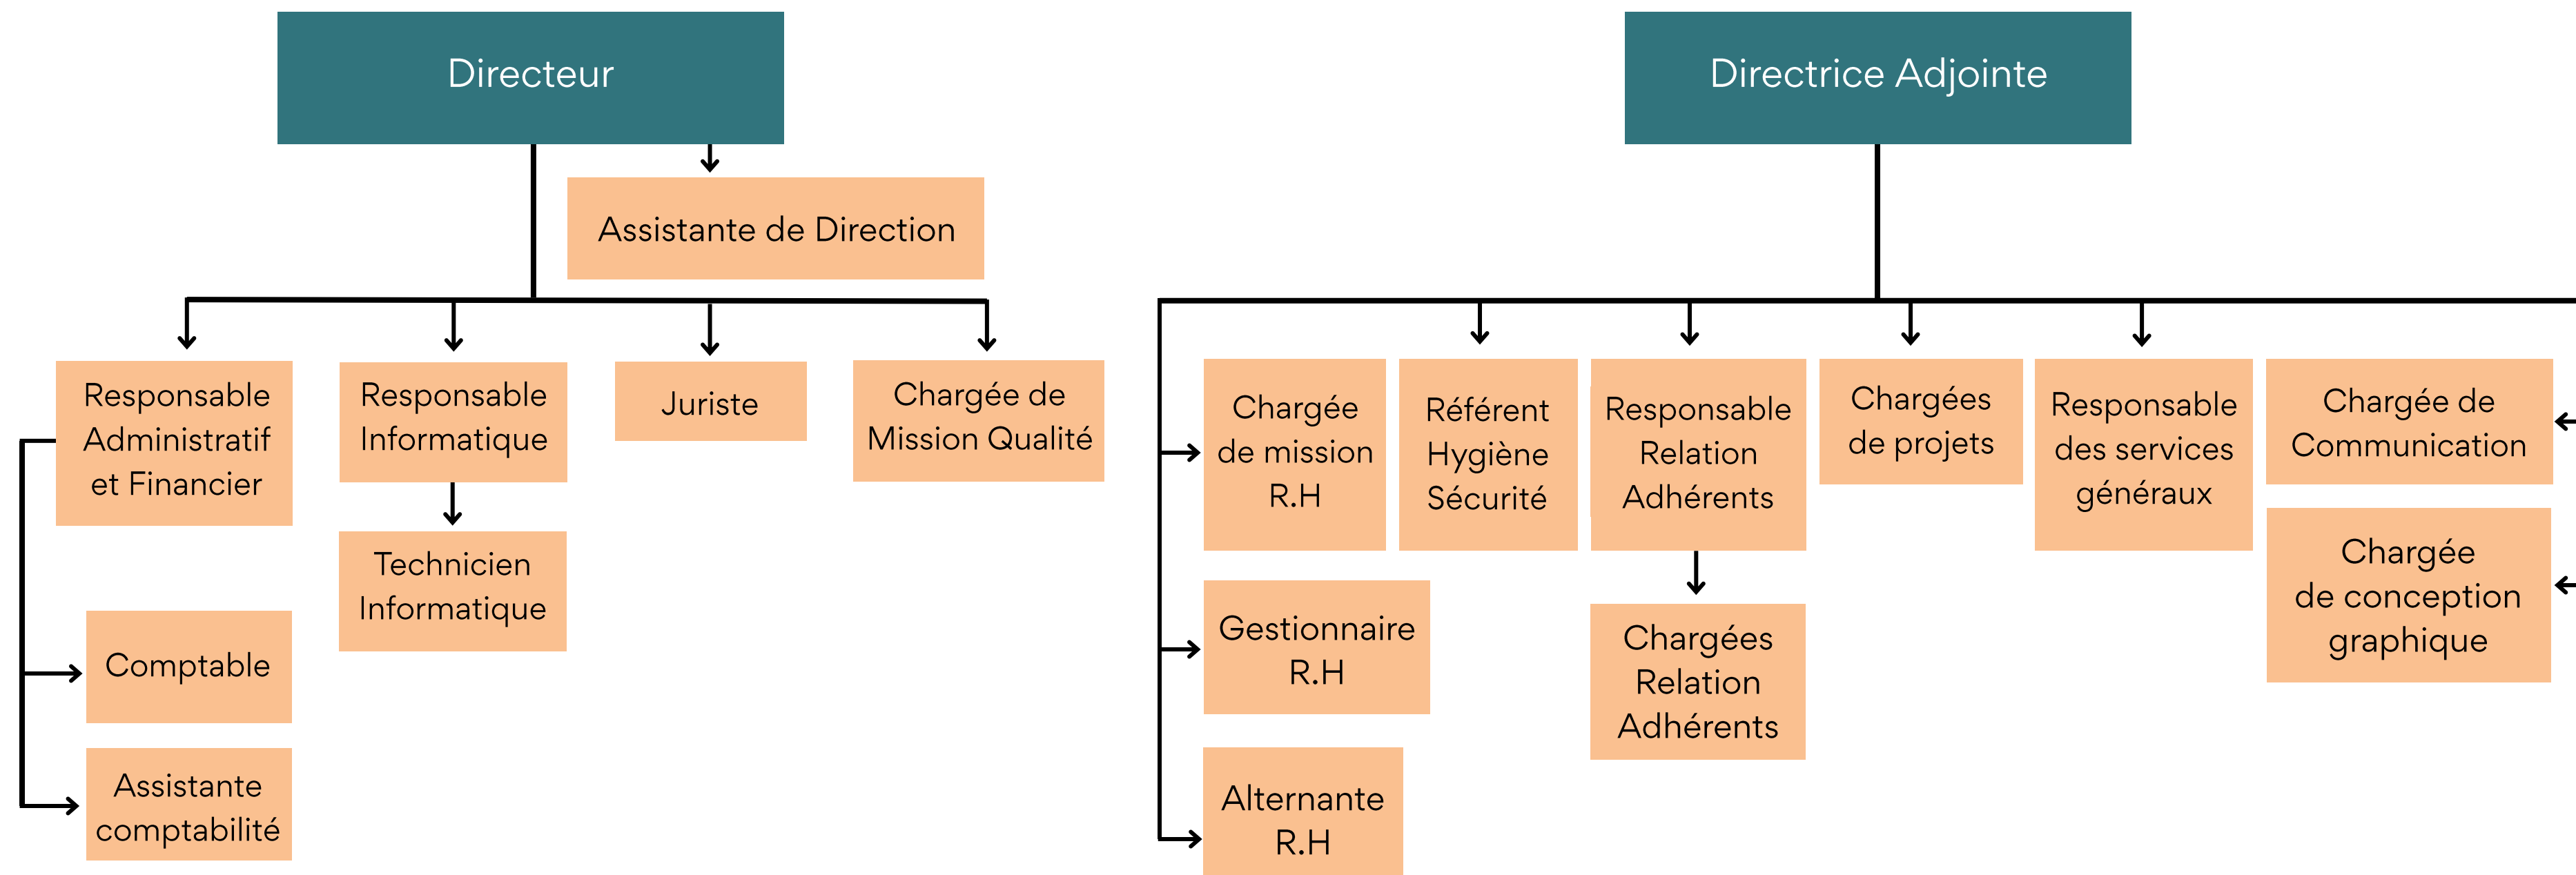 Directeur
Directrice Adjointe
Assistante de Direction
Responsable
Administratif
et Financier
Responsable
Informatique
Juriste
Chargée de
Mission Qualité
Technicien
Informatique
Comptable
Assistante
comptabilité
Chargée
de mission
R.H
Référent
Hygiène
Sécurité
Responsable
Relation
Adhérents
Chargées
de projets
Responsable
des services
généraux
Chargée de
Communication
Chargée
de conception
graphique
Gestionnaire
R.H
Chargées
Relation
Adhérents
Alternante
R.H